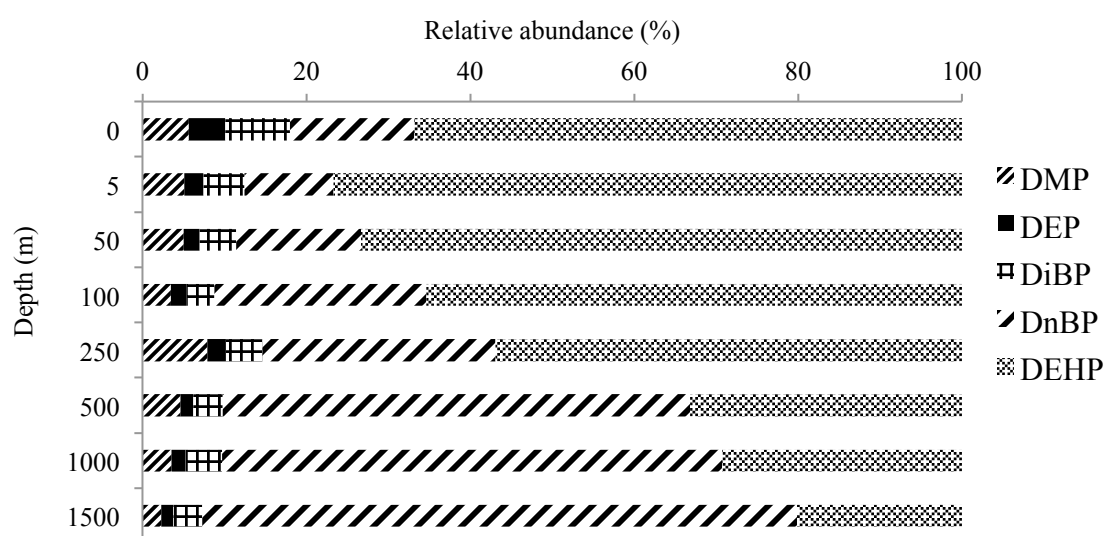 Relative abundance (%)
0 20 40 60 80 100
Depth (m)
0
5
50
100
250
500
1000
1500
DMP
DEP
DiBP
DnBP
DEHP